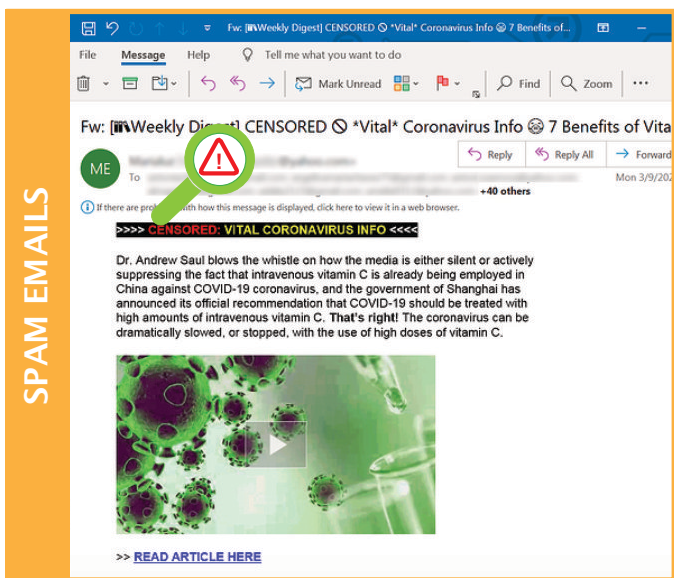 Fw: [Weekly Digest] CENSORED *Vital* Coronavirus Info 7 Benefits of...
File Message Help Tell me what you want to do
Mark Unread Find Zoom
Fw: [Weekly Digest] CENSORED *Vital* Coronavirus Info 7 Benefits of Vita
Reply Reply All Forward
ME
To
+40 others
Mon 3/9/202
If there are problems with how this message is displayed, click here to view it in a web browser.
>>>> CENSORED: VITAL CORONAVIRUS INFO <<<<
Dr. Andrew Saul blows the whistle on how the media is either silent or actively
suppressing the fact that intravenous vitamin C is already being employed in
China against COVID-19 coronavirus, and the government of Shanghai has
announced its official recommendation that COVID-19 should be treated with
high amounts of intravenous vitamin C. That's right! The coronavirus can be
dramatically slowed, or stopped, with the use of high doses of vitamin C.
>> READ ARTICLE HERE
SPAM EMAILS